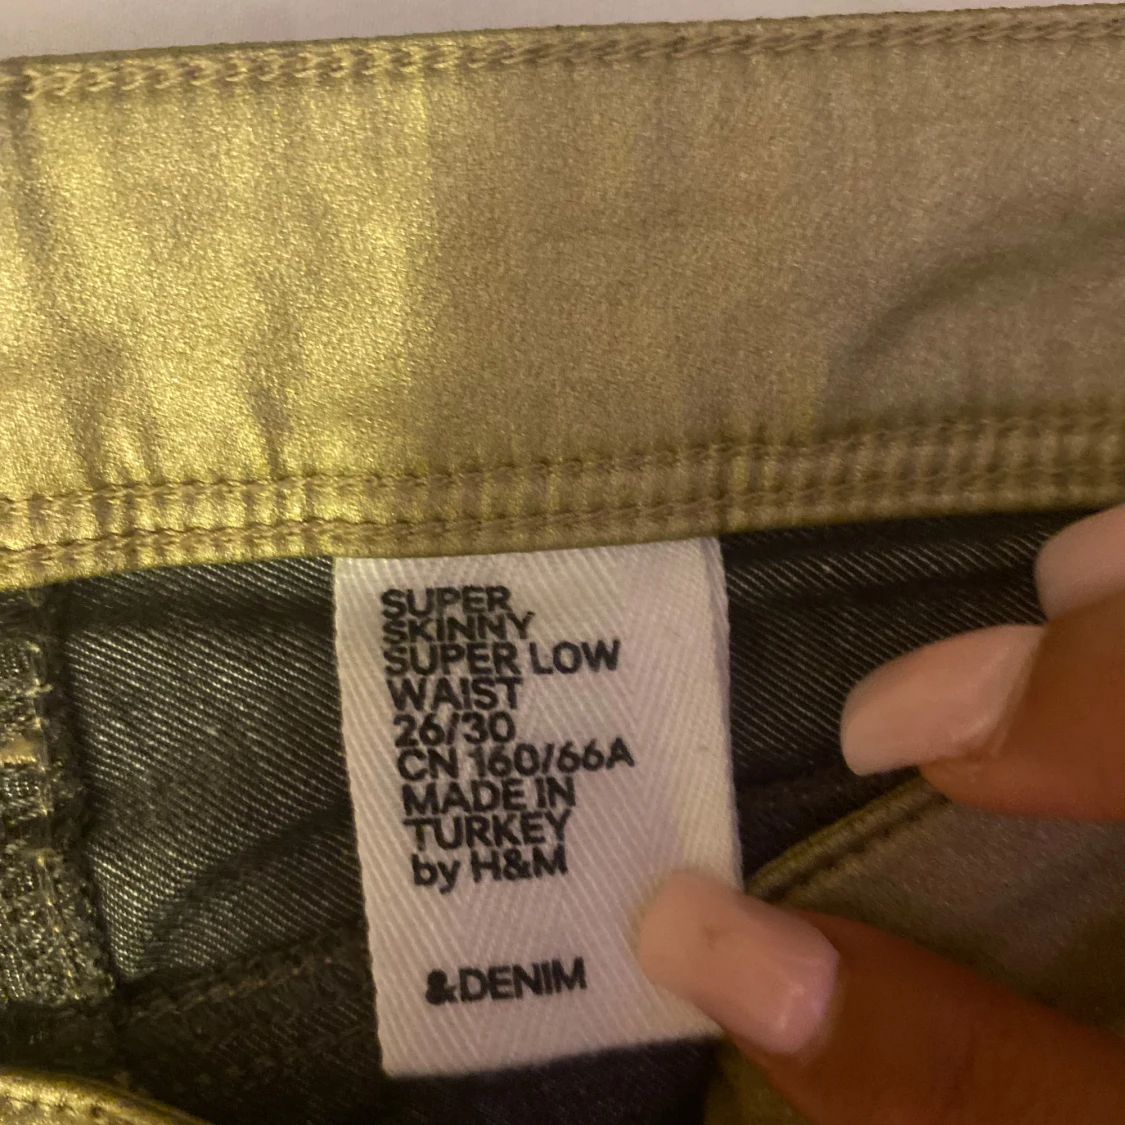 SUPER
SKINNY
SUPER LOW
WAIST
26/30
CN 160/66A
MADE IN
TURKEY
by H&M
&DENIM